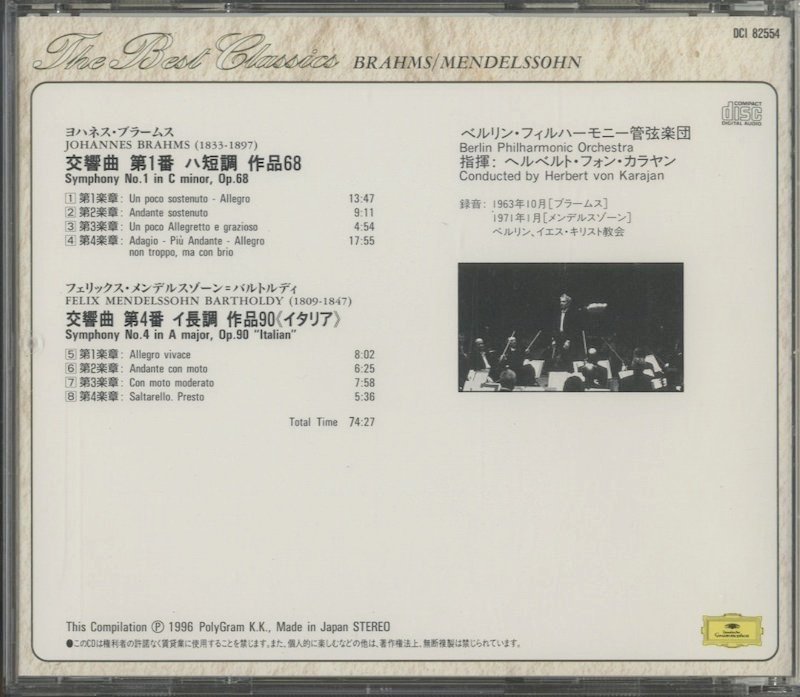 DCI 82554
The Best Classics BRAHMS/MENDELSSOHN
COMPACT
disc
DIGITAL AUDIO
ヨハネス・ブラームス
JOHANNES BRAHMS (1833-1897)
交響曲 第1番 ハ短調 作品68
Symphony No.1 in C minor, Op.68
1 第1楽章: Un poco sostenuto - Allegro 13:47
2 第2楽章: Andante sostenuto 9:11
3 第3楽章: Un poco Allegretto e grazioso 4:54
4 第4楽章: Adagio - Più Andante - Allegro 17:55
non troppo, ma con brio
フェリックス・メンデルスゾーン=バルトルディ
FELIX MENDELSSOHN BARTHOLDY (1809-1847)
交響曲 第4番 イ長調 作品90《イタリア》
Symphony No.4 in A major, Op.90 "Italian"
5 第1楽章: Allegro vivace 8:02
6 第2楽章: Andante con moto 6:25
7 第3楽章: Con moto moderato 7:58
8 第4楽章: Saltarello. Presto 5:36
Total Time 74:27
ベルリン・フィルハーモニー管弦楽団
Berlin Philharmonic Orchestra
指揮: ヘルベルト・フォン・カラヤン
Conducted by Herbert von Karajan
録音: 1963年10月[ブラームス]
1971年1月[メンデルスゾーン]
ベルリン、イエス・キリスト教会
This Compilation Ⓟ 1996 PolyGram K.K., Made in Japan STEREO
●このCDは権利者の許諾なく賃貸業に使用することを禁じます。また、個人的に楽しむなどの他は、著作権法上、無断複製は禁じられています。
Deutsche
Grammophon